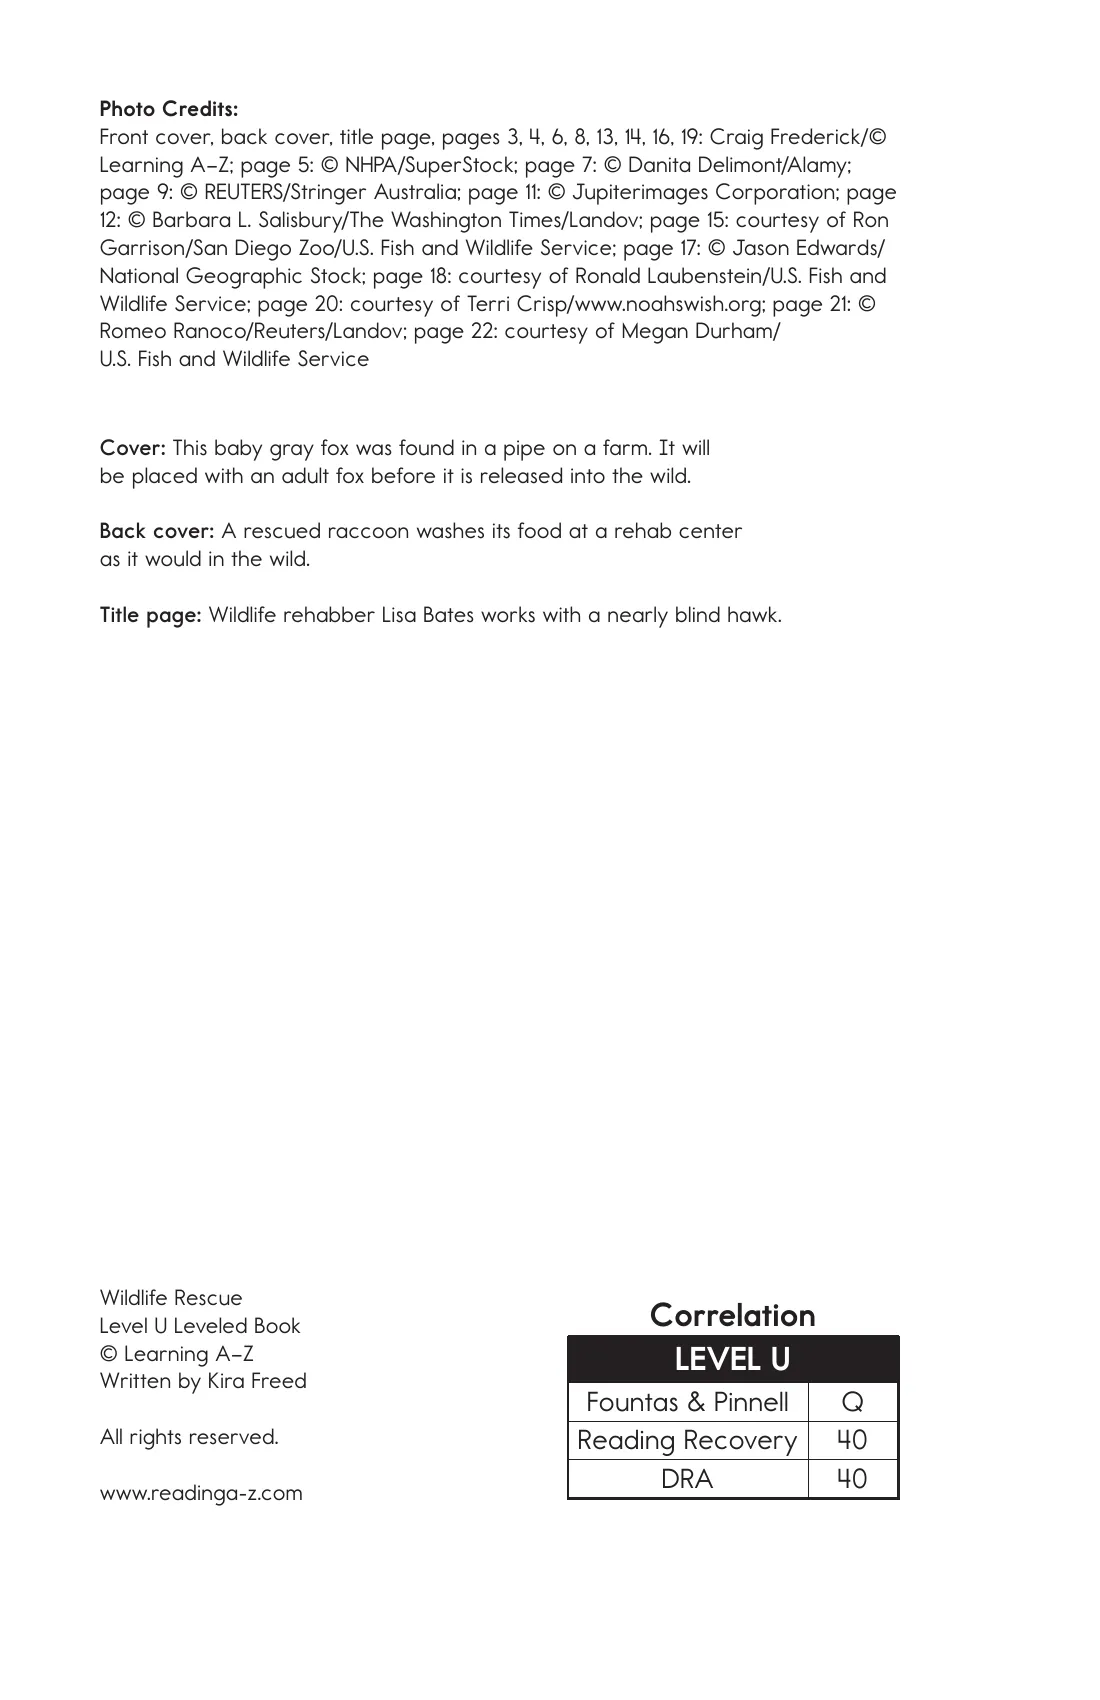 Photo Credits:
Front cover, back cover, title page, pages 3, 4, 6, 8, 13, 14, 16, 19: Craig Frederick/©
Learning A–Z; page 5: © NHPA/SuperStock; page 7: © Danita Delimont/Alamy;
page 9: © REUTERS/Stringer Australia; page 11: © Jupiterimages Corporation; page
12: © Barbara L. Salisbury/The Washington Times/Landov; page 15: courtesy of Ron
Garrison/San Diego Zoo/U.S. Fish and Wildlife Service; page 17: © Jason Edwards/
National Geographic Stock; page 18: courtesy of Ronald Laubenstein/U.S. Fish and
Wildlife Service; page 20: courtesy of Terri Crisp/www.noahswish.org; page 21: ©
Romeo Ranoco/Reuters/Landov; page 22: courtesy of Megan Durham/
U.S. Fish and Wildlife Service
Cover: This baby gray fox was found in a pipe on a farm. It will
be placed with an adult fox before it is released into the wild.
Back cover: A rescued raccoon washes its food at a rehab center
as it would in the wild.
Title page: Wildlife rehabber Lisa Bates works with a nearly blind hawk.
Wildlife Rescue
Level U Leveled Book
© Learning A–Z
Written by Kira Freed
All rights reserved.
www.readinga-z.com
Correlation
LEVEL U
Fountas & Pinnell Q
Reading Recovery 40
DRA 40